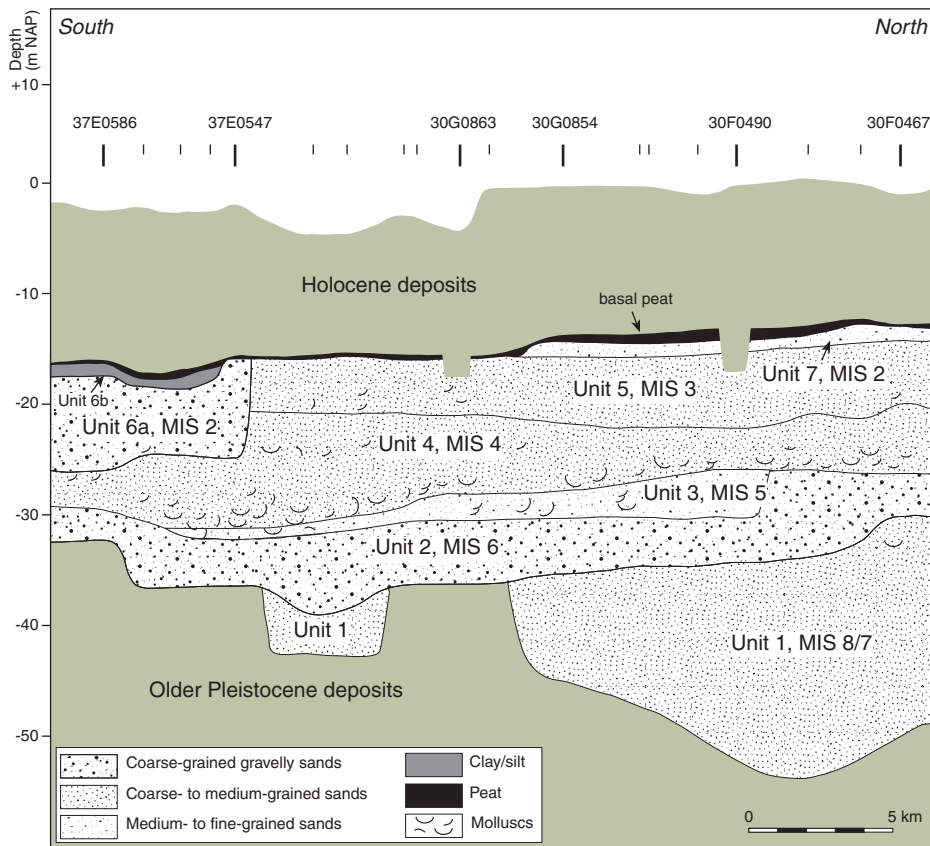 South
North
Depth
(m NAP)
+10
37E0586
37E0547
30G0863
30G0854
30F0490
30F0467
0
-10
Holocene deposits
basal peat
Unit 7, MIS 2
Unit 5, MIS 3
Unit 6b
-20
Unit 6a, MIS 2
Unit 4, MIS 4
Unit 3, MIS 5
-30
Unit 2, MIS 6
-40
Unit 1
Unit 1, MIS 8/7
Older Pleistocene deposits
-50
Coarse-grained gravelly sands
Coarse- to medium-grained sands
Medium- to fine-grained sands
Clay/silt
Peat
Molluscs
0
5 km